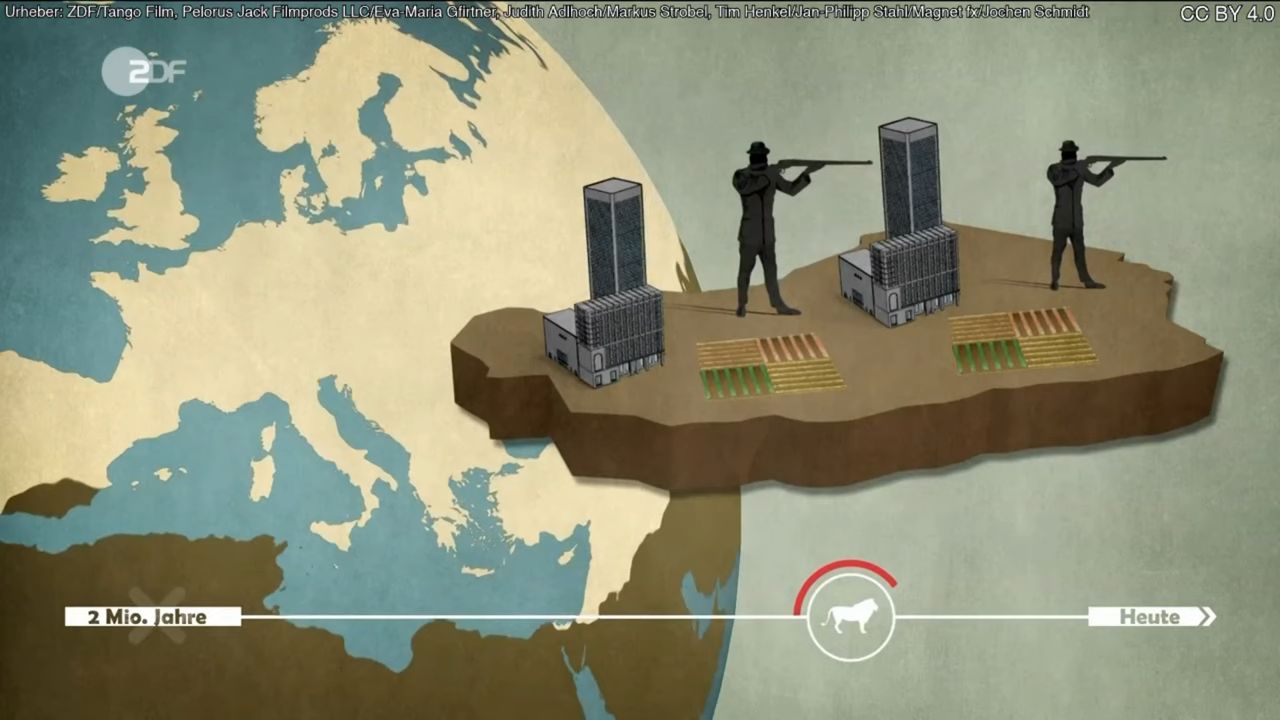 Urheber: ZDF/Tango Film, Pelorus Jack Filmprods LLC/Eva-Maria Gfirtner, Judith Adlhoch/Markus Strobel, Tim Henkel/Jan-Philipp Stahl/Magnet fx/Jochen Schmidt
CC BY 4.0
ZDF
2 Mio. Jahre
Heute